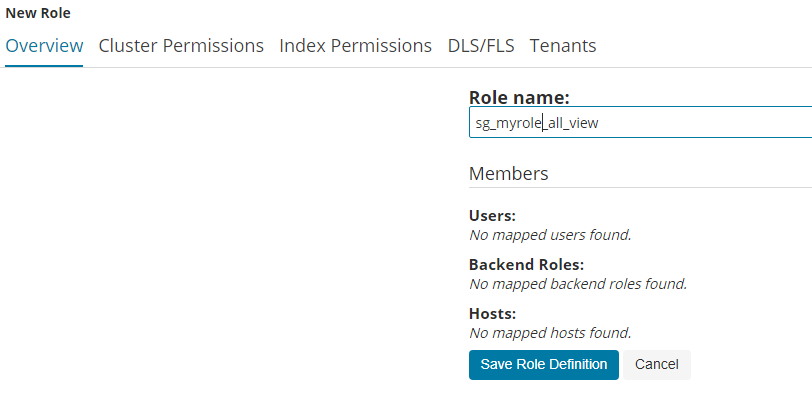 New Role
Overview Cluster Permissions Index Permissions DLS/FLS Tenants
Role name:
sg_myrole_all_view
Members
Users:
No mapped users found.
Backend Roles:
No mapped backend roles found.
Hosts:
No mapped hosts found.
Save Role Definition Cancel